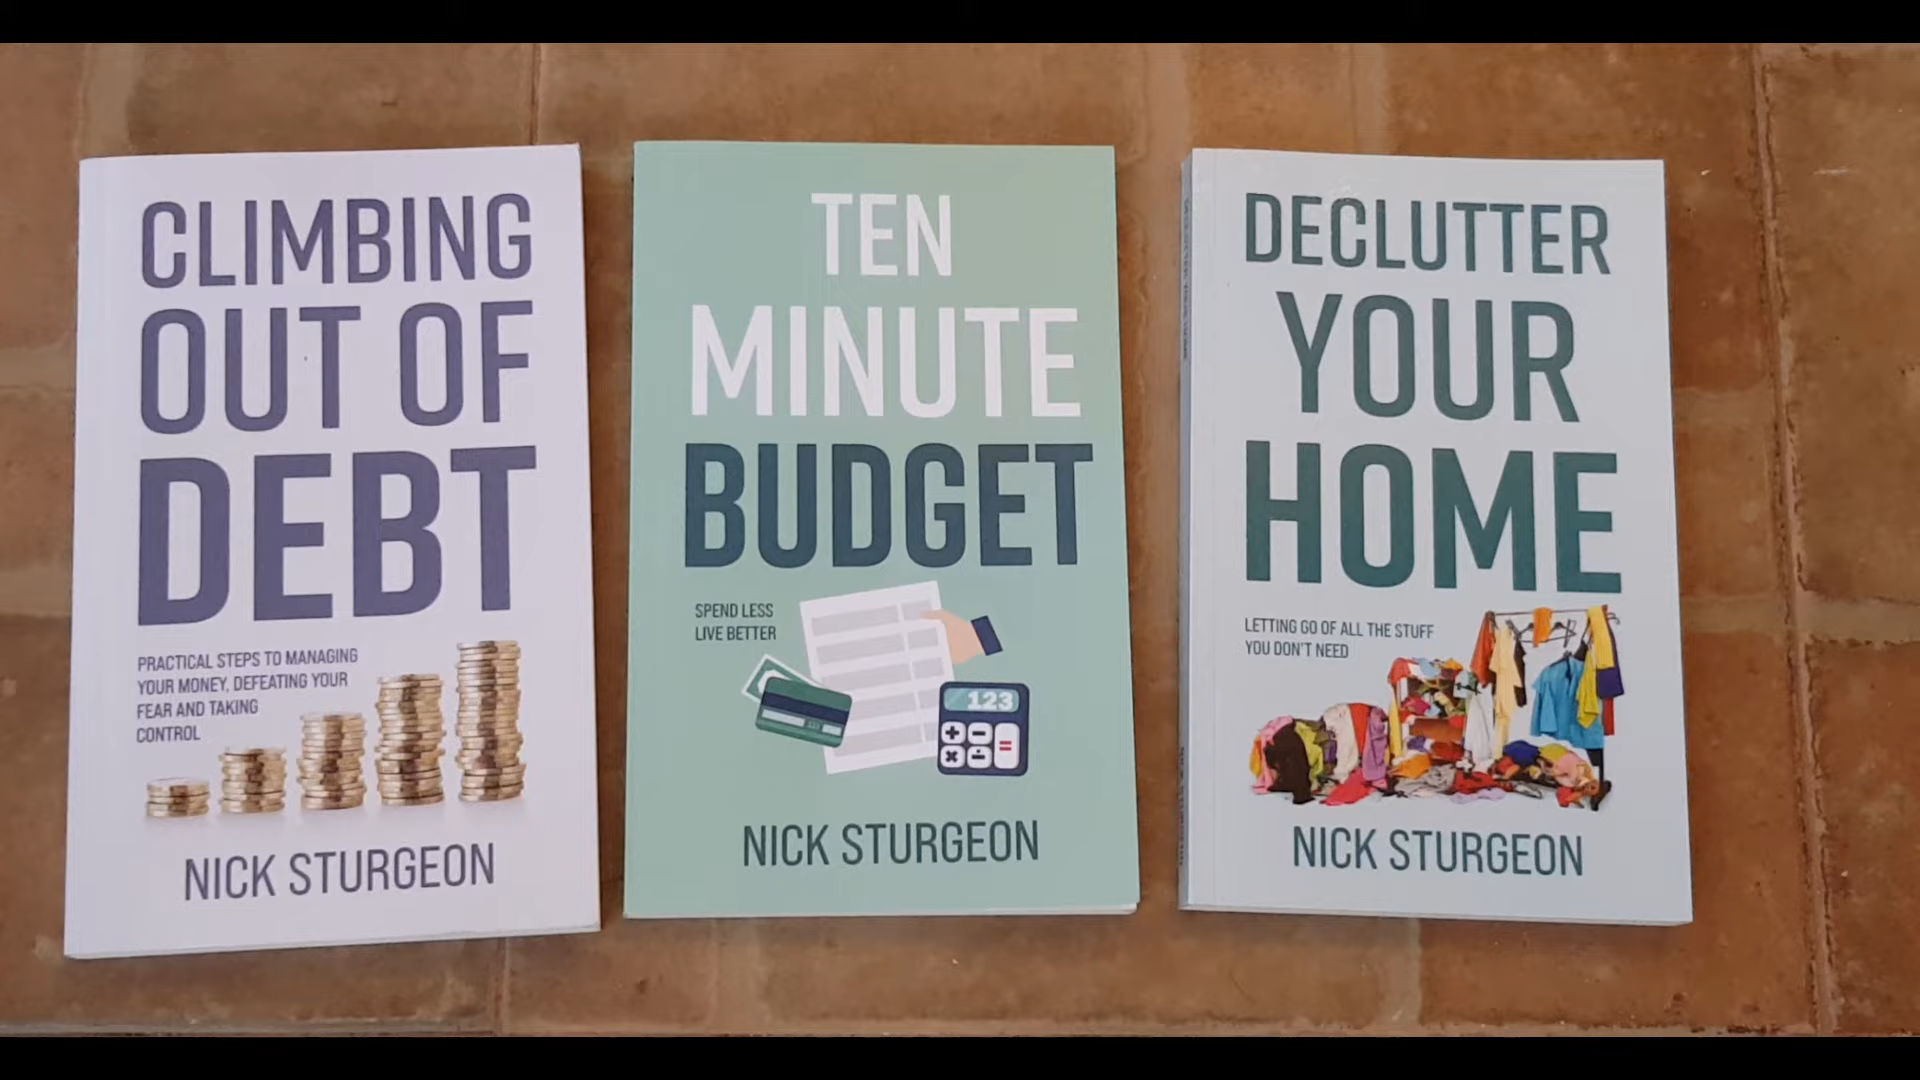 CLIMBING
OUT OF
DEBT
PRACTICAL STEPS TO MANAGING
YOUR MONEY, DEFEATING YOUR
FEAR AND TAKING
CONTROL
NICK STURGEON
TEN
MINUTE
BUDGET
SPEND LESS
LIVE BETTER
123
NICK STURGEON
DECLUTTER
YOUR
HOME
LETTING GO OF ALL THE STUFF
YOU DON'T NEED
NICK STURGEON